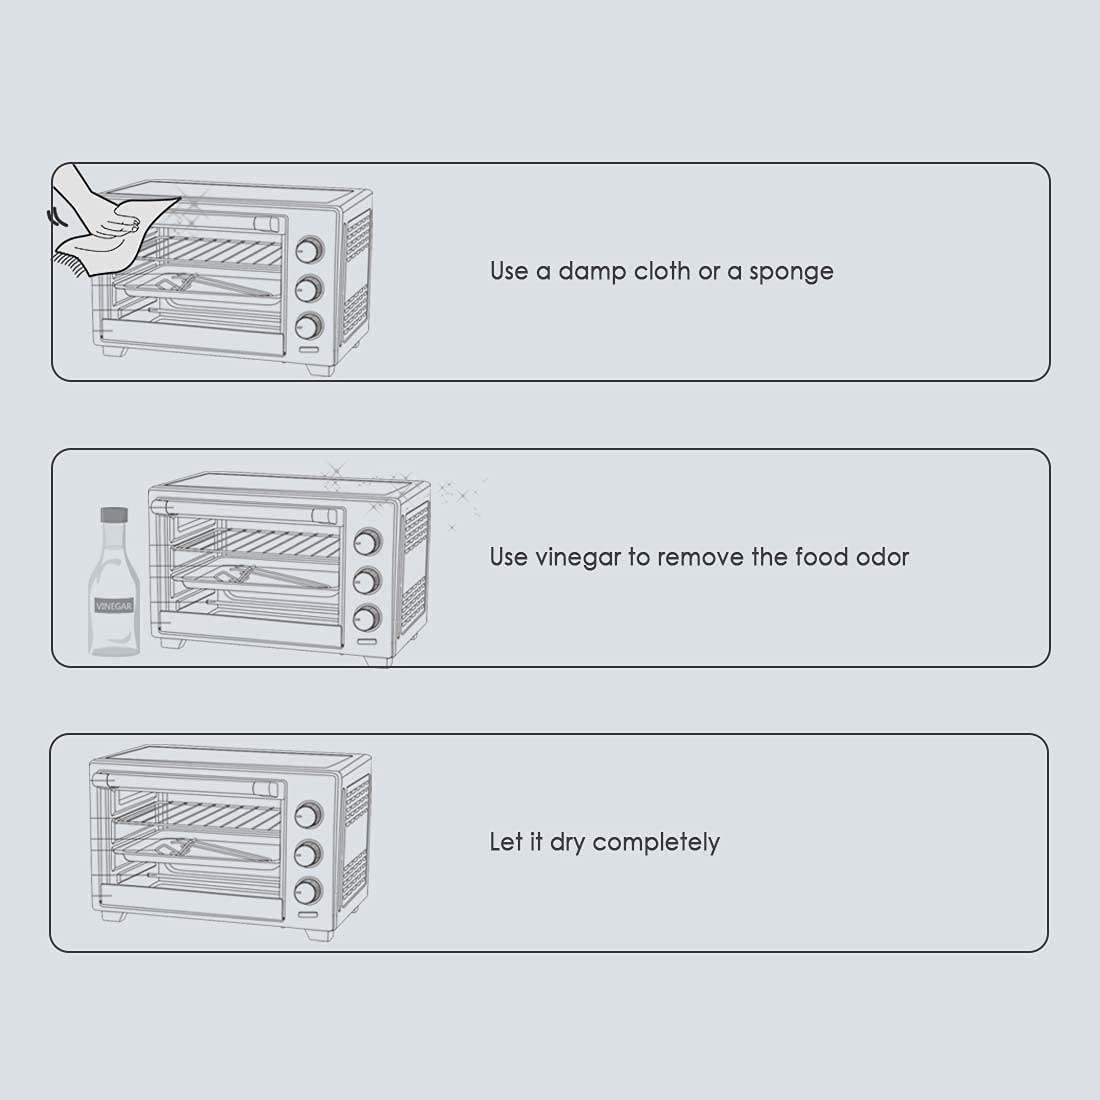 Use a damp cloth or a sponge
VINEGAR
Use vinegar to remove the food odor
Let it dry completely